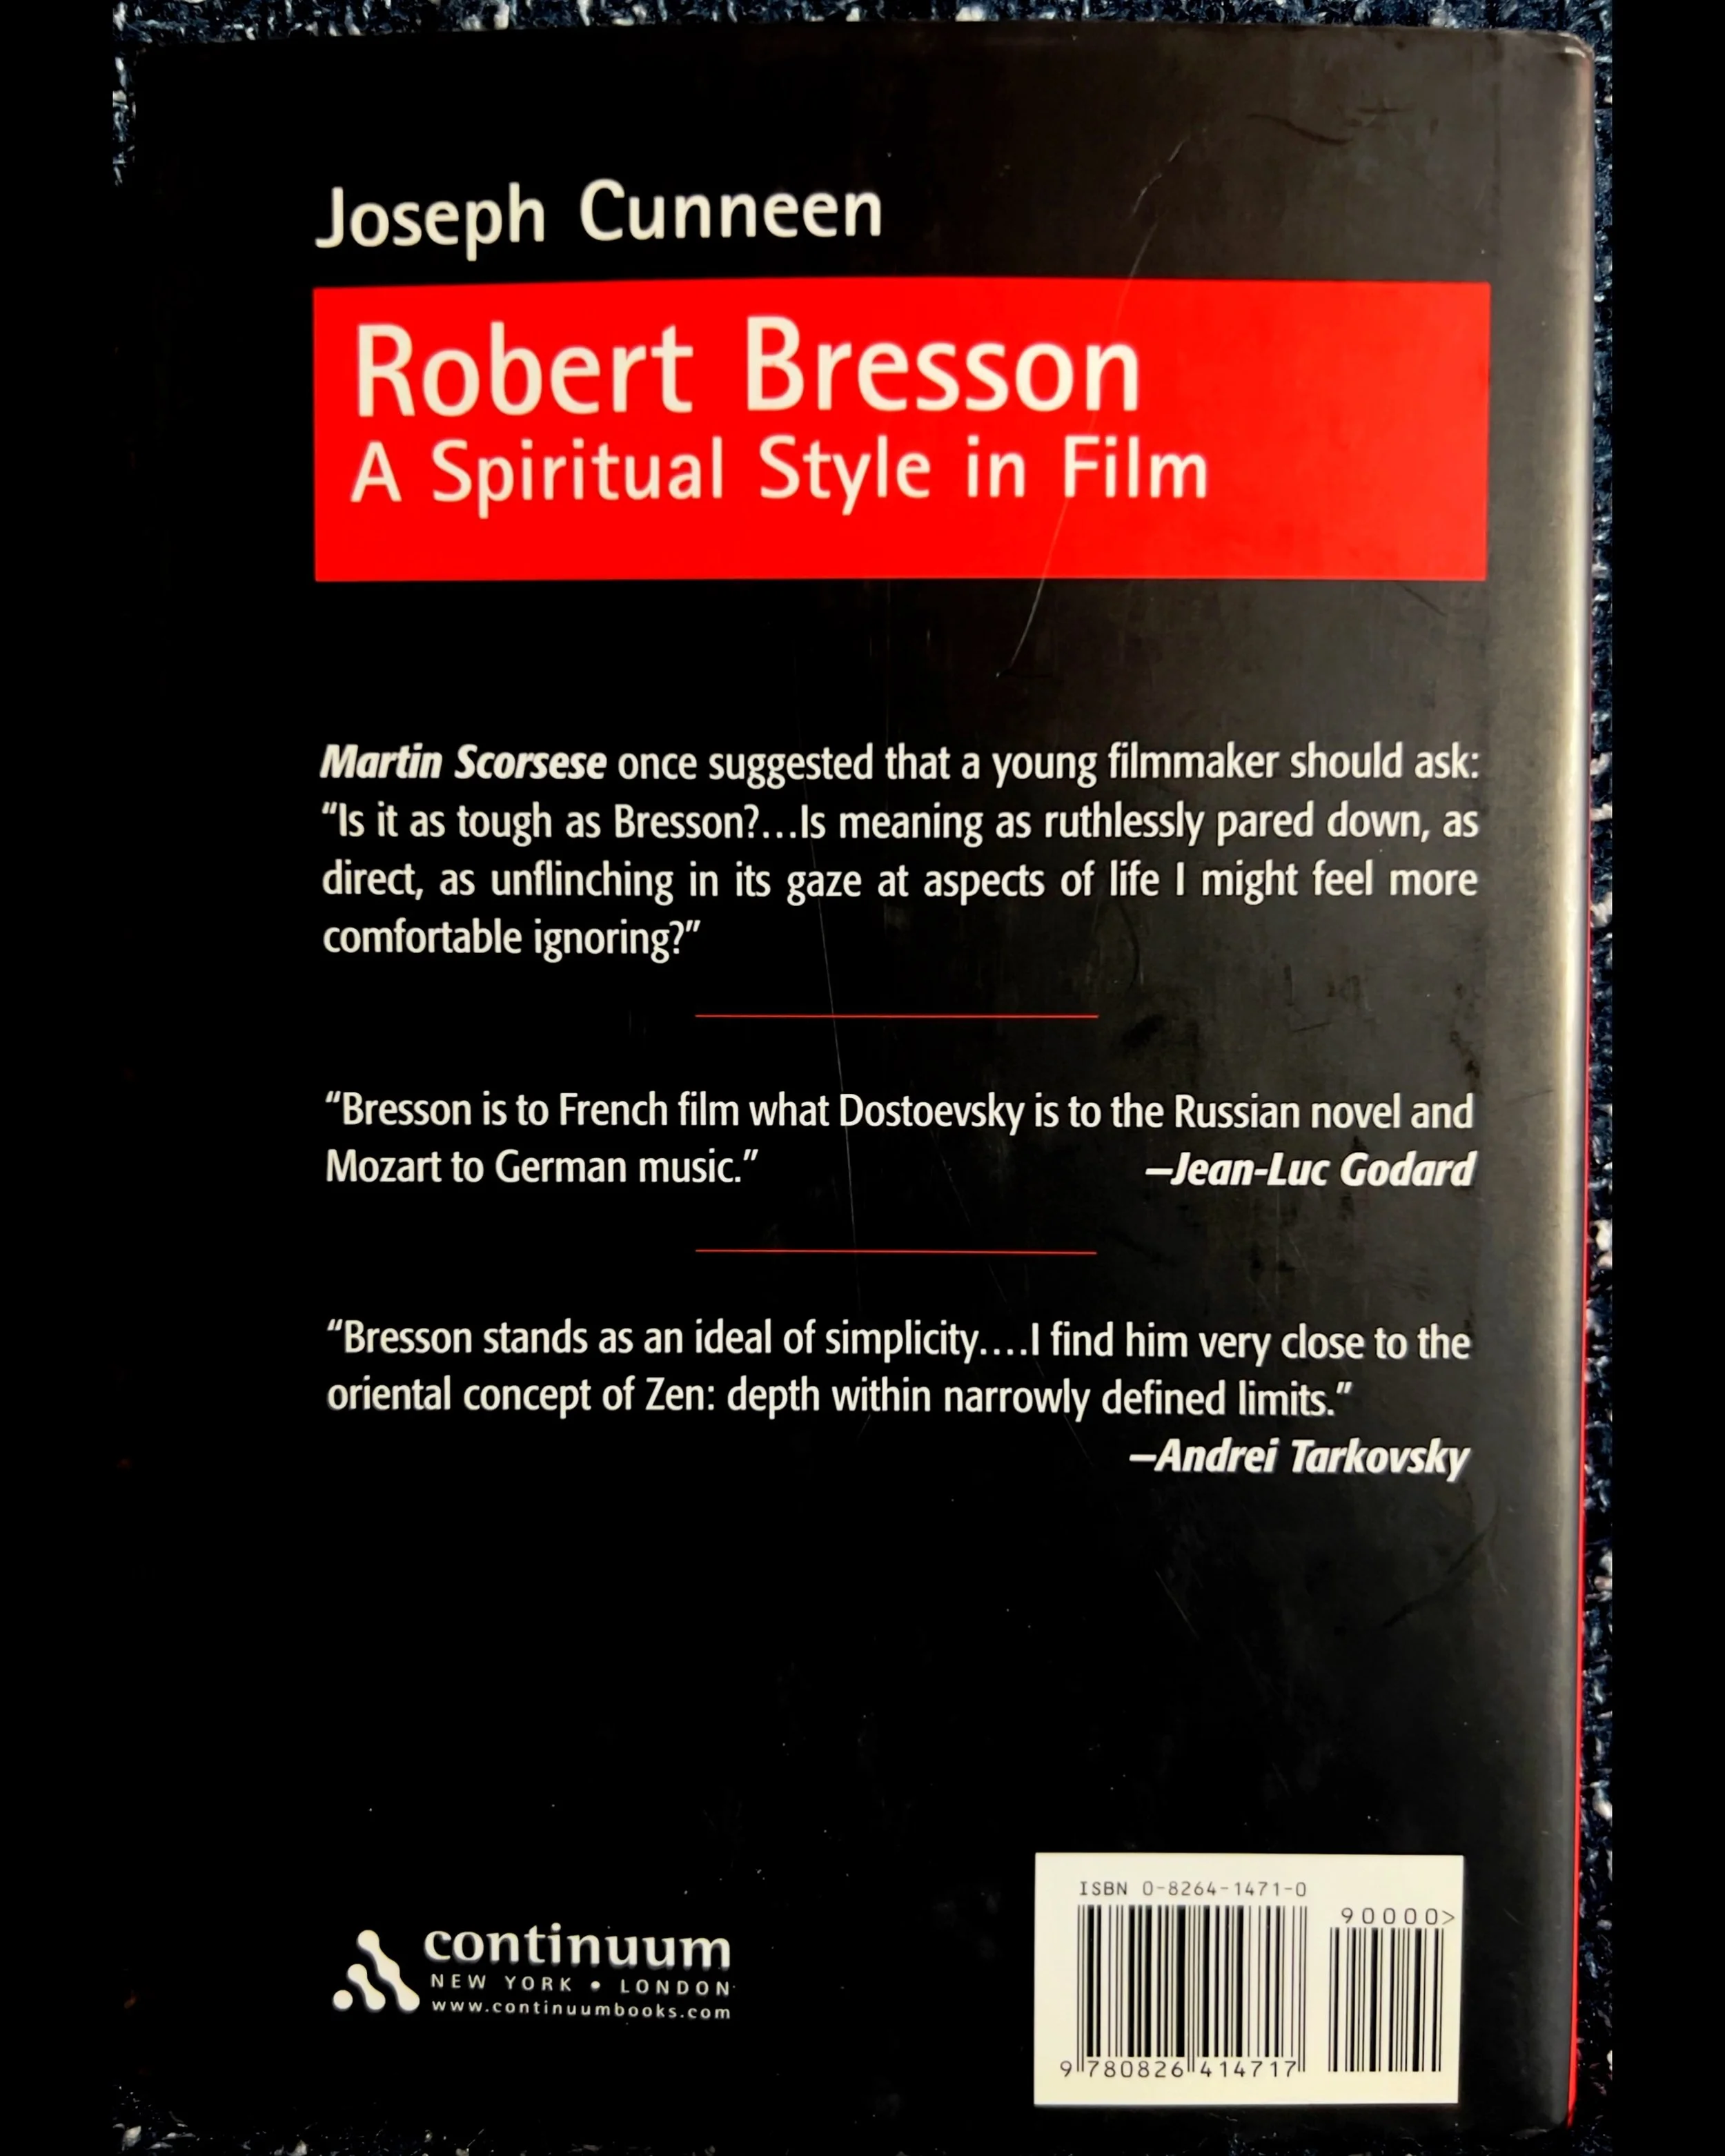 Joseph Cunneen
Robert Bresson
A Spiritual Style in Film
Martin Scorsese once suggested that a young filmmaker should ask:
“Is it as tough as Bresson?...Is meaning as ruthlessly pared down, as
direct, as unflinching in its gaze at aspects of life I might feel more
comfortable ignoring?”
“Bresson is to French film what Dostoevsky is to the Russian novel and
Mozart to German music.” —Jean-Luc Godard
“Bresson stands as an ideal of simplicity....I find him very close to the
oriental concept of Zen: depth within narrowly defined limits.”
—Andrei Tarkovsky
continuum
NEW YORK • LONDON
www.continuumbooks.com
ISBN 0-8264-1471-0
90000>
9 780826 414717